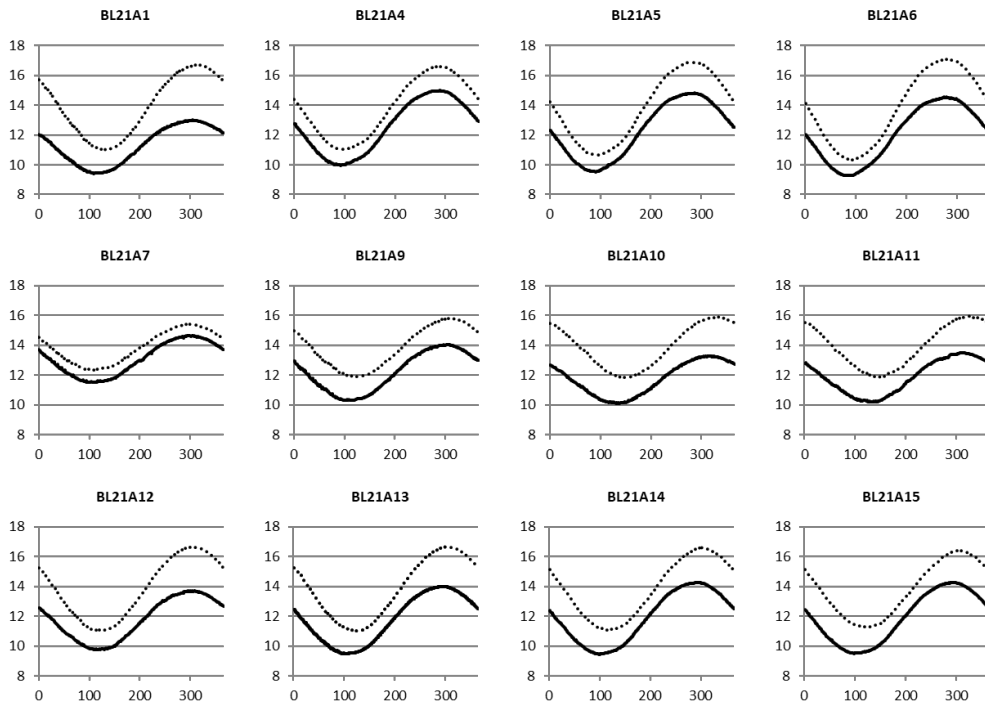 BL21A1 BL21A4 BL21A5 BL21A6
18 18 18 18
16 16 16 16
14 14 14 14
12 12 12 12
10 10 10 10
8 8 8 8
0 100 200 300 0 100 200 300 0 100 200 300 0 100 200 300
BL21A7 BL21A9 BL21A10 BL21A11
18 18 18 18
16 16 16 16
14 14 14 14
12 12 12 12
10 10 10 10
8 8 8 8
0 100 200 300 0 100 200 300 0 100 200 300 0 100 200 300
BL21A12 BL21A13 BL21A14 BL21A15
18 18 18 18
16 16 16 16
14 14 14 14
12 12 12 12
10 10 10 10
8 8 8 8
0 100 200 300 0 100 200 300 0 100 200 300 0 100 200 300